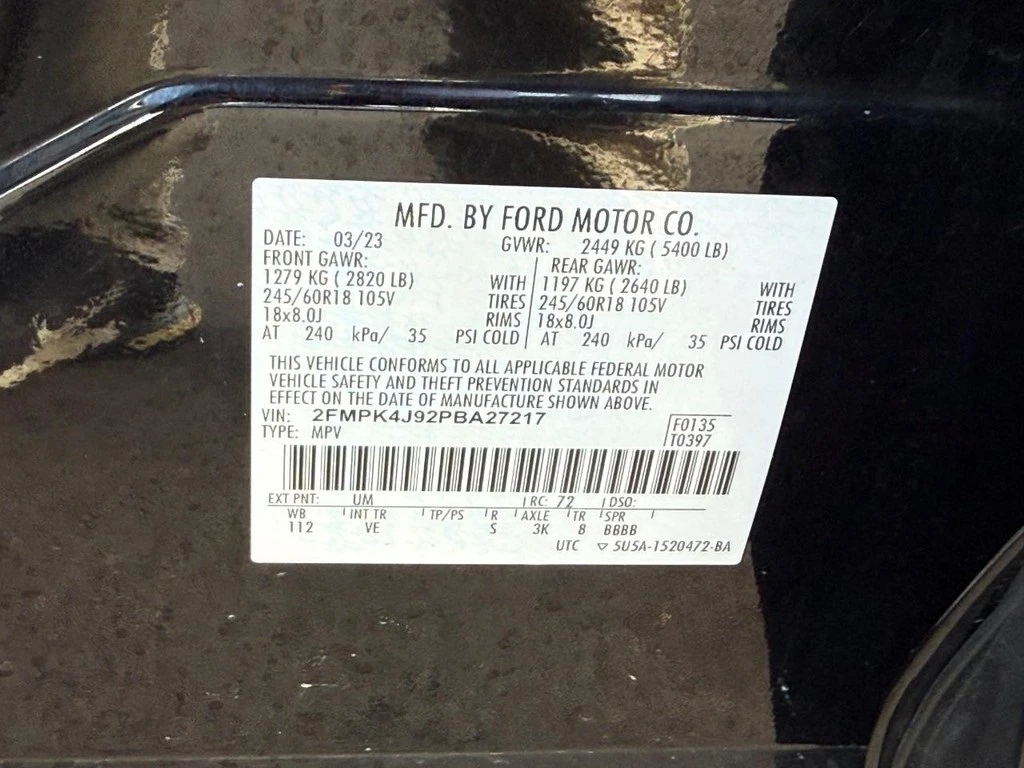 MFD. BY FORD MOTOR CO.
DATE: 03/23 GVWR: 2449 KG ( 5400 LB)
FRONT GAWR: REAR GAWR:
1279 KG ( 2820 LB) WITH 1197 KG ( 2640 LB) WITH
245/60R18 105V TIRES 245/60R18 105V TIRES
18x8.0J RIMS 18x8.0J RIMS
AT 240 kPa/ 35 PSI COLD AT 240 kPa/ 35 PSI COLD
THIS VEHICLE CONFORMS TO ALL APPLICABLE FEDERAL MOTOR
VEHICLE SAFETY AND THEFT PREVENTION STANDARDS IN
EFFECT ON THE DATE OF MANUFACTURE SHOWN ABOVE.
VIN: 2FMPK4J92PBA27217 F0135
TYPE: MPV T0397
EXT PNT: UM RC: 72 DSO:
WB INT TR TP/PS R AXLE TR SPR
112 VE S 3K 8 BBBB
UTC ▽ 5U5A-1520472-BA